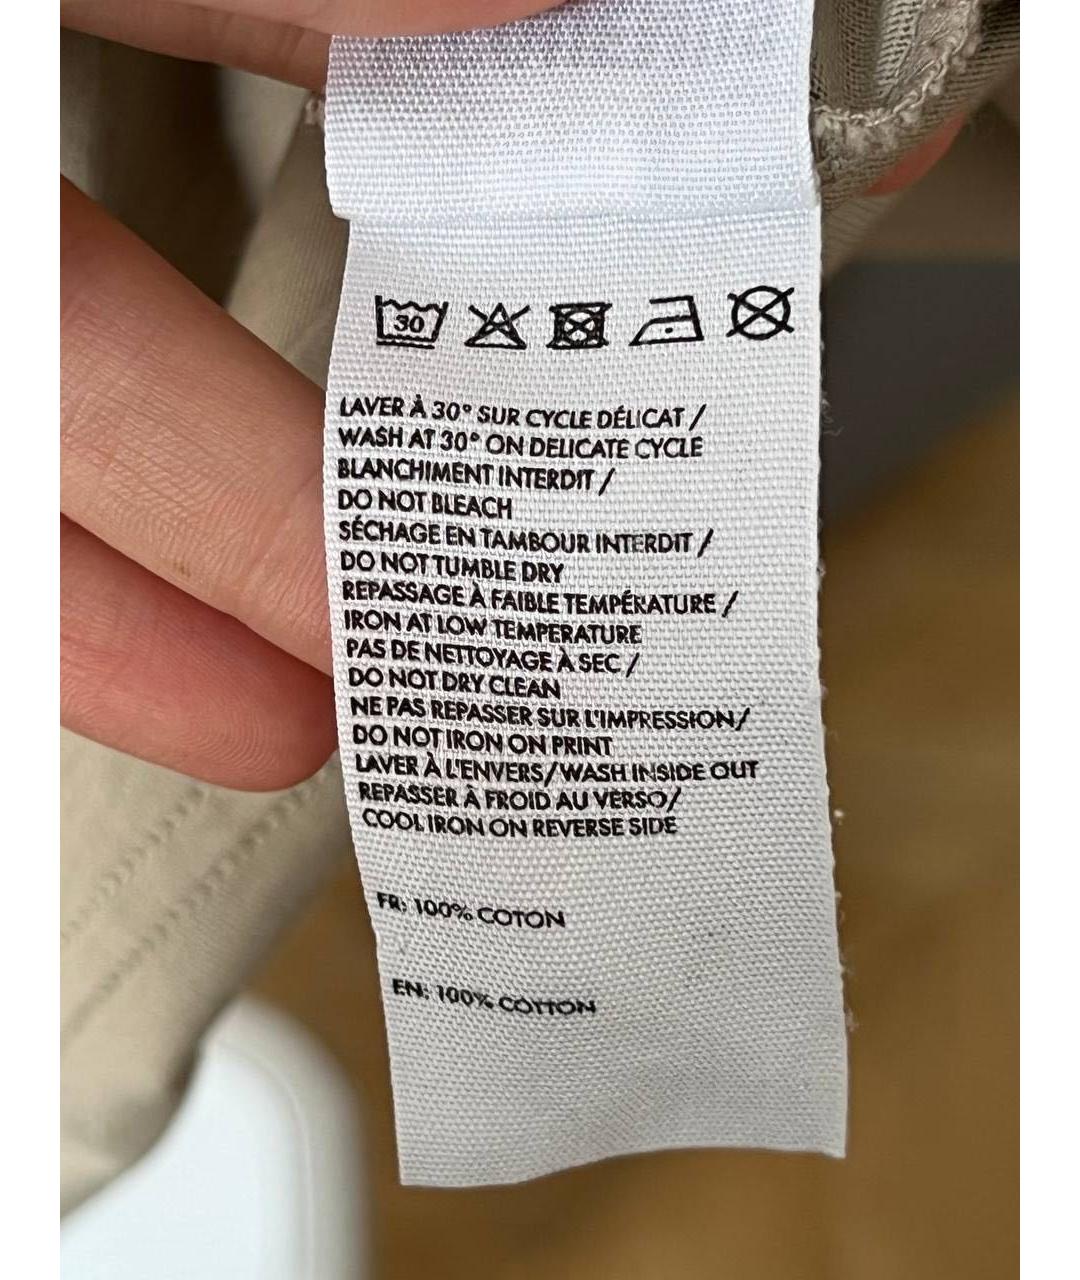 30
LAVER À 30° SUR CYCLE DÉLICAT /
WASH AT 30° ON DELICATE CYCLE
BLANCHIMENT INTERDIT /
DO NOT BLEACH
SÉCHAGE EN TAMBOUR INTERDIT /
DO NOT TUMBLE DRY
REPASSAGE À FAIBLE TEMPÉRATURE /
IRON AT LOW TEMPERATURE
PAS DE NETTOYAGE À SEC /
DO NOT DRY CLEAN
NE PAS REPASSER SUR L'IMPRESSION/
DO NOT IRON ON PRINT
LAVER À L'ENVERS/WASH INSIDE OUT
REPASSER À FROID AU VERSO/
COOL IRON ON REVERSE SIDE
FR: 100% COTON
EN: 100% COTTON